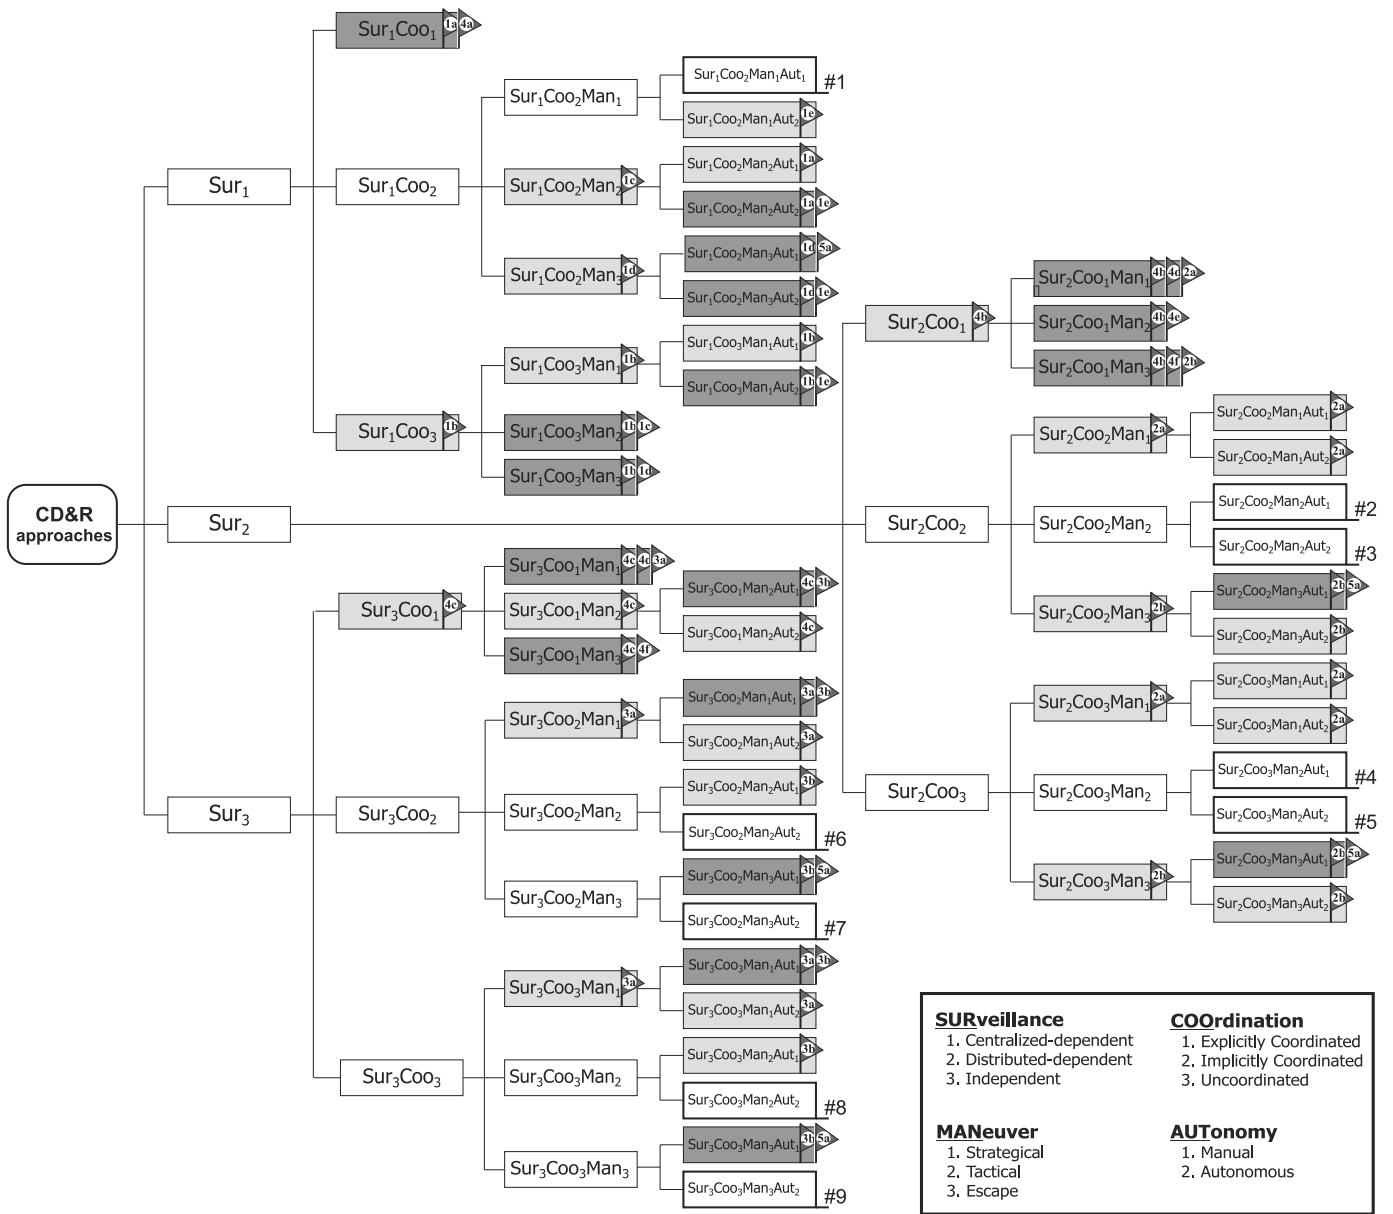 CD&R
approaches
Sur₁
Sur₁Coo₁ 1a 4a
Sur₁Coo₂
Sur₁Coo₂Man₁
Sur₁Coo₂Man₁Aut₁ #1
Sur₁Coo₂Man₁Aut₂ 1e
Sur₁Coo₂Man₂ 1c
Sur₁Coo₂Man₂Aut₁ 1a
Sur₁Coo₂Man₂Aut₂ 1a 1e
Sur₁Coo₂Man₃ 1d
Sur₁Coo₂Man₃Aut₁ 1d 5a
Sur₁Coo₂Man₃Aut₂ 1d 1e
Sur₁Coo₃ 1b
Sur₁Coo₃Man₁ 1b
Sur₁Coo₃Man₁Aut₁ 1b
Sur₁Coo₃Man₁Aut₂ 1b 1e
Sur₁Coo₃Man₂ 1b 1c
Sur₁Coo₃Man₃ 1b 1d
Sur₂
Sur₂Coo₁ 4b
Sur₂Coo₁Man₁ 4b 4d 2a
Sur₂Coo₁Man₂ 4b 4e
Sur₂Coo₁Man₃ 4b 4f 2b
Sur₂Coo₂
Sur₂Coo₂Man₁ 2a
Sur₂Coo₂Man₁Aut₁ 2a
Sur₂Coo₂Man₁Aut₂ 2a
Sur₂Coo₂Man₂
Sur₂Coo₂Man₂Aut₁ #2
Sur₂Coo₂Man₂Aut₂ #3
Sur₂Coo₂Man₃ 2b
Sur₂Coo₂Man₃Aut₁ 2b 5a
Sur₂Coo₂Man₃Aut₂ 2b
Sur₂Coo₃
Sur₂Coo₃Man₁ 2a
Sur₂Coo₃Man₁Aut₁ 2a
Sur₂Coo₃Man₁Aut₂ 2a
Sur₂Coo₃Man₂
Sur₂Coo₃Man₂Aut₁ #4
Sur₂Coo₃Man₂Aut₂ #5
Sur₂Coo₃Man₃ 2b
Sur₂Coo₃Man₃Aut₁ 2b 5a
Sur₂Coo₃Man₃Aut₂ 2b
Sur₃
Sur₃Coo₁ 4c
Sur₃Coo₁Man₁ 4c 4d 3a
Sur₃Coo₁Man₂ 4c
Sur₃Coo₁Man₂Aut₁ 4c 3b
Sur₃Coo₁Man₂Aut₂ 4c
Sur₃Coo₁Man₃ 4c 4f
Sur₃Coo₂
Sur₃Coo₂Man₁ 3a
Sur₃Coo₂Man₁Aut₁ 3a 3b
Sur₃Coo₂Man₁Aut₂ 3a
Sur₃Coo₂Man₂
Sur₃Coo₂Man₂Aut₁ 3b
Sur₃Coo₂Man₂Aut₂ #6
Sur₃Coo₂Man₃
Sur₃Coo₂Man₃Aut₁ 3b 5a
Sur₃Coo₂Man₃Aut₂ #7
Sur₃Coo₃
Sur₃Coo₃Man₁ 3a
Sur₃Coo₃Man₁Aut₁ 3a 3b
Sur₃Coo₃Man₁Aut₂ 3a
Sur₃Coo₃Man₂
Sur₃Coo₃Man₂Aut₁ 3b
Sur₃Coo₃Man₂Aut₂ #8
Sur₃Coo₃Man₃
Sur₃Coo₃Man₃Aut₁ 3b 5a
Sur₃Coo₃Man₃Aut₂ #9
SURveillance
1. Centralized-dependent
2. Distributed-dependent
3. Independent
COOrdination
1. Explicitly Coordinated
2. Implicitly Coordinated
3. Uncoordinated
MANeuver
1. Strategical
2. Tactical
3. Escape
AUTonomy
1. Manual
2. Autonomous